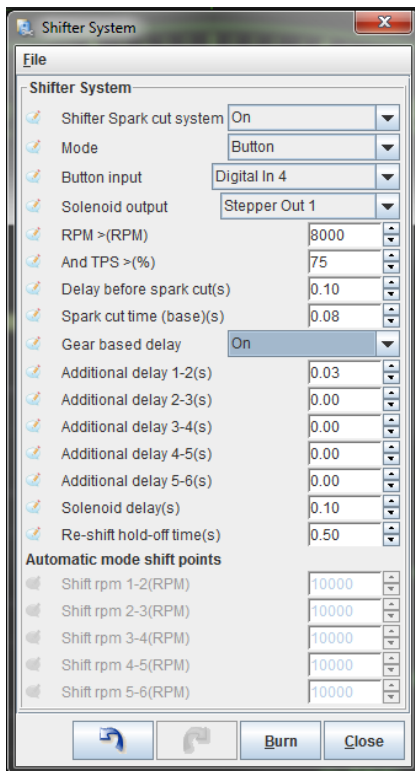 Shifter System
File
Shifter System
Shifter Spark cut system On
Mode Button
Button input Digital In 4
Solenoid output Stepper Out 1
RPM >(RPM) 8000
And TPS >(%) 75
Delay before spark cut(s) 0.10
Spark cut time (base)(s) 0.08
Gear based delay On
Additional delay 1-2(s) 0.03
Additional delay 2-3(s) 0.00
Additional delay 3-4(s) 0.00
Additional delay 4-5(s) 0.00
Additional delay 5-6(s) 0.00
Solenoid delay(s) 0.10
Re-shift hold-off time(s) 0.50
Automatic mode shift points
Shift rpm 1-2(RPM) 10000
Shift rpm 2-3(RPM) 10000
Shift rpm 3-4(RPM) 10000
Shift rpm 4-5(RPM) 10000
Shift rpm 5-6(RPM) 10000
Burn Close